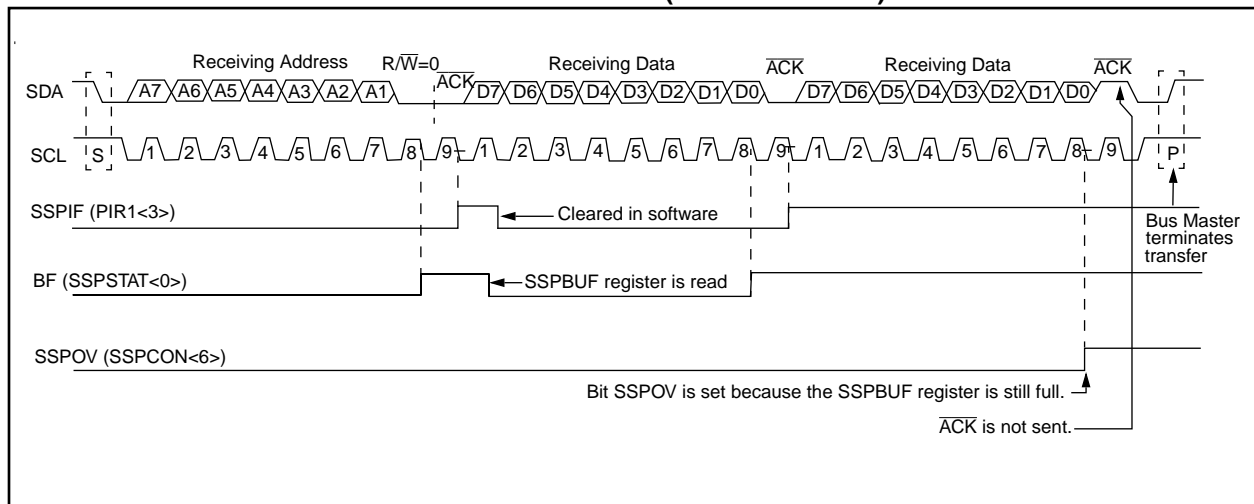 Receiving Address R/W=0 ACK Receiving Data ACK Receiving Data ACK
SDA A7 A6 A5 A4 A3 A2 A1 D7 D6 D5 D4 D3 D2 D1 D0 D7 D6 D5 D4 D3 D2 D1 D0
SCL S 1 2 3 4 5 6 7 8 9 1 2 3 4 5 6 7 8 9 1 2 3 4 5 6 7 8 9 P
SSPIF (PIR1<3>) Cleared in software
Bus Master
terminates
transfer
BF (SSPSTAT<0>) SSPBUF register is read
SSPOV (SSPCON<6>)
Bit SSPOV is set because the SSPBUF register is still full.
ACK is not sent.